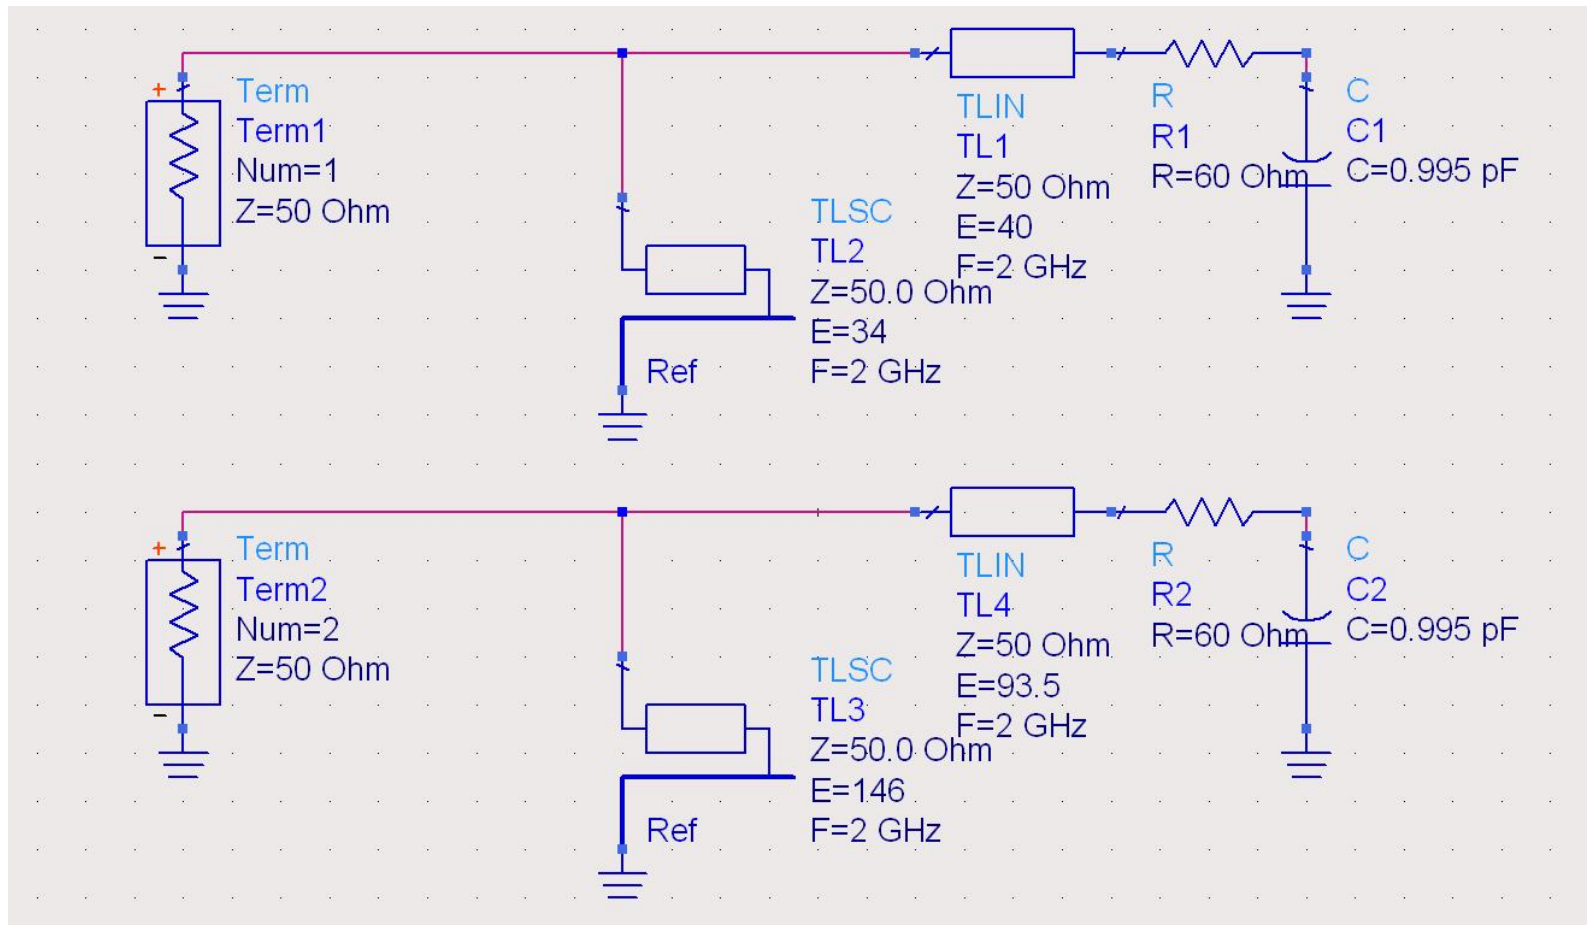 +
Term
Term1
Num=1
Z=50 Ohm
-
TLSC
TL2
Z=50.0 Ohm
E=34
F=2 GHz
Ref
TLIN
TL1
Z=50 Ohm
E=40
F=2 GHz
R
R1
R=60 Ohm
C
C1
C=0.995 pF
+
Term
Term2
Num=2
Z=50 Ohm
-
TLSC
TL3
Z=50.0 Ohm
E=146
F=2 GHz
Ref
TLIN
TL4
Z=50 Ohm
E=93.5
F=2 GHz
R
R2
R=60 Ohm
C
C2
C=0.995 pF